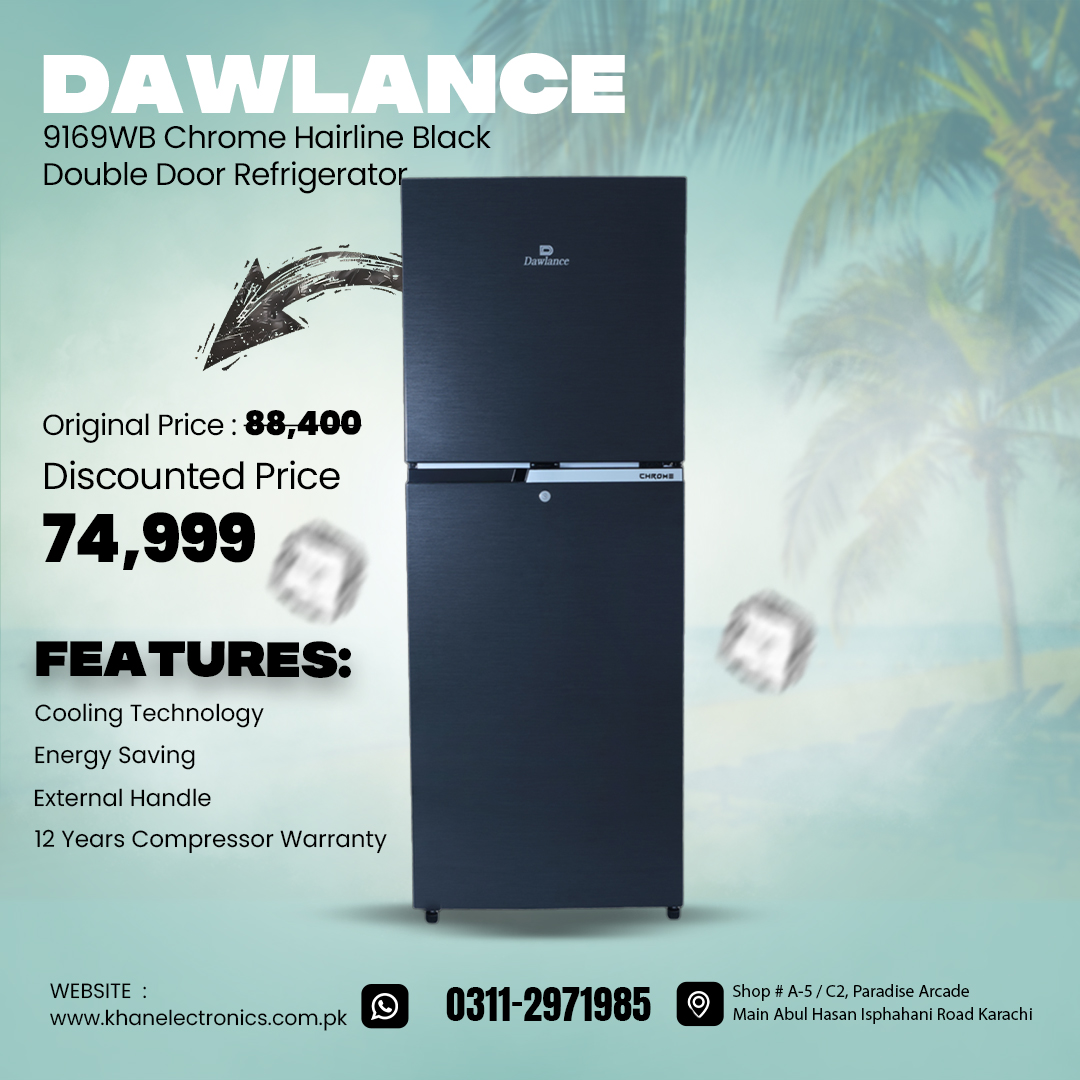 DAWLANCE
9169WB Chrome Hairline Black
Double Door Refrigerator
Dawlance
Original Price : 88,400
Discounted Price
74,999
CHROME
FEATURES:
Cooling Technology
Energy Saving
External Handle
12 Years Compressor Warranty
WEBSITE :
www.khanelectronics.com.pk
0311-2971985
Shop # A-5 / C2, Paradise Arcade
Main Abul Hasan Isphahani Road Karachi